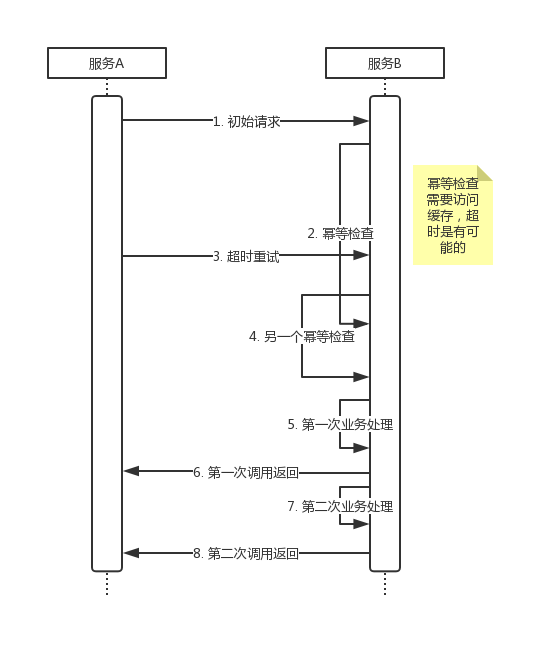 服务A
服务B
1. 初始请求
幂等检查
需要访问
缓存，超
时是有可
能的
2. 幂等检查
3. 超时重试
4. 另一个幂等检查
5. 第一次业务处理
6. 第一次调用返回
7. 第二次业务处理
8. 第二次调用返回